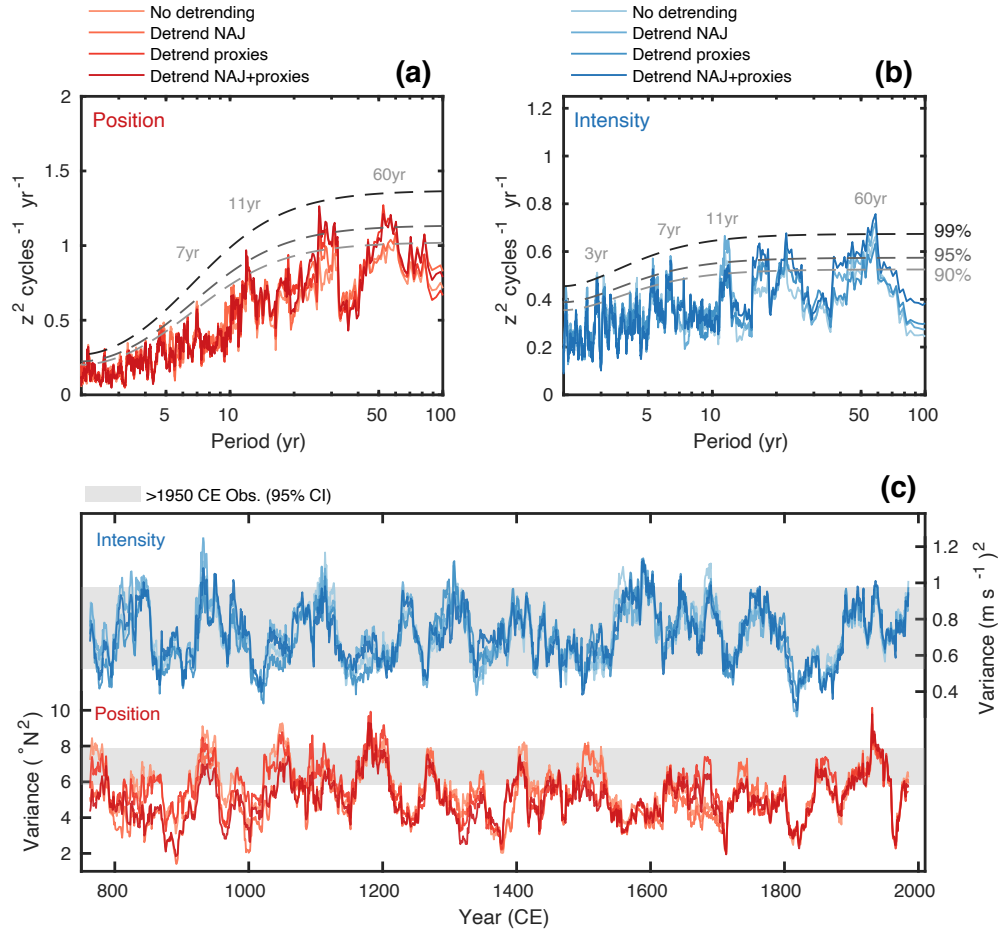 No detrending
Detrend NAJ
Detrend proxies
Detrend NAJ+proxies
(a)
2
1.5
1
0.5
0
z² cycles⁻¹ yr⁻¹
Position
7yr
11yr
60yr
5
10
50
100
Period (yr)
No detrending
Detrend NAJ
Detrend proxies
Detrend NAJ+proxies
(b)
1.2
1
0.8
0.6
0.4
0.2
0
z² cycles⁻¹ yr⁻¹
Intensity
3yr
7yr
11yr
60yr
99%
95%
90%
5
10
50
100
Period (yr)
>1950 CE Obs. (95% CI)
(c)
Intensity
1.2
1
0.8
0.6
0.4
Variance (m s⁻¹)²
Position
10
8
6
4
2
Variance (°N²)
800
1000
1200
1400
1600
1800
2000
Year (CE)